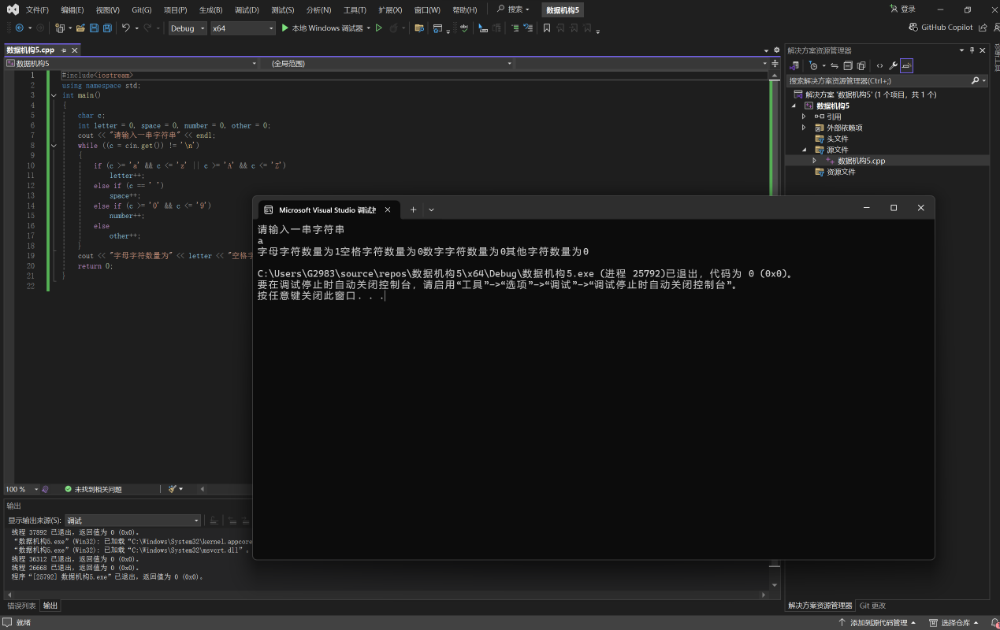 文件(F) 编辑(E) 视图(V) Git(G) 项目(P) 生成(B) 调试(D) 测试(S) 分析(N) 工具(T) 扩展(X) 窗口(W) 帮助(H) 搜索 数据机构5 登录
Debug x64 本地 Windows 调试器 GitHub Copilot
数据机构5.cpp
数据机构5 (全局范围)
1 #include<iostream>
2 using namespace std;
3 int main()
4 {
5 char c;
6 int letter = 0, space = 0, number = 0, other = 0;
7 cout << "请输入一串字符串" << endl;
8 while ((c = cin.get()) != '\n')
9 {
10 if (c >= 'a' && c <= 'z' || c >= 'A' && c <= 'Z')
11 letter++;
12 else if (c == ' ')
13 space++;
14 else if (c >= '0' && c <= '9')
15 number++;
16 else
17 other++;
18 }
19 cout << "字母字符数量为" << letter << "空格字
20 return 0;
21 }
22
100 % 未找到相关问题
Microsoft Visual Studio 调试
请输入一串字符串
a
字母字符数量为1空格字符数量为0数字字符数量为0其他字符数量为0
C:\Users\G2983\source\repos\数据机构5\x64\Debug\数据机构5.exe (进程 25792)已退出，代码为 0 (0x0)。
要在调试停止时自动关闭控制台，请启用“工具”->“选项”->“调试”->“调试停止时自动关闭控制台”。
按任意键关闭此窗口. . .
输出
显示输出来源(S): 调试
线程 37892 已退出，返回值为 0 (0x0)。
“数据机构5.exe”(Win32): 已加载“C:\Windows\System32\kernel.appcore
“数据机构5.exe”(Win32): 已加载“C:\Windows\System32\msvcrt.dll”。
线程 36312 已退出，返回值为 0 (0x0)。
线程 26668 已退出，返回值为 0 (0x0)。
程序“[25792] 数据机构5.exe”已退出，返回值为 0 (0x0)。
错误列表 输出
解决方案资源管理器
搜索解决方案资源管理器(Ctrl+;)
解决方案 '数据机构5' (1 个项目，共 1 个)
数据机构5
引用
外部依赖项
头文件
源文件
数据机构5.cpp
资源文件
解决方案资源管理器 Git 更改
就绪 添加到源代码管理 选择仓库